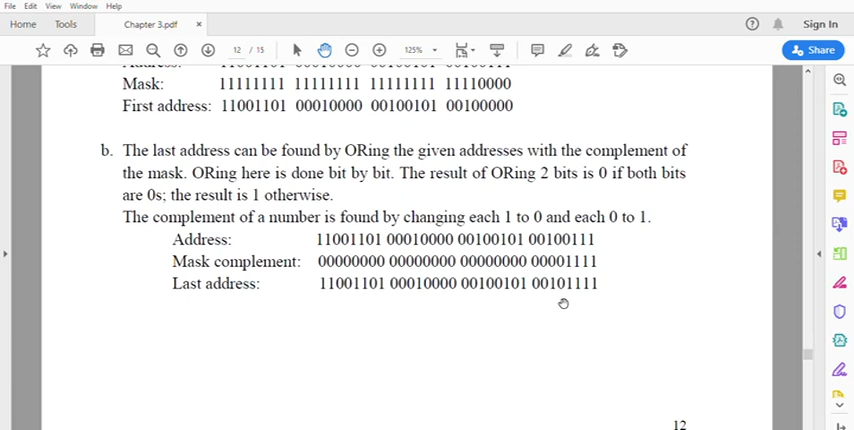 File Edit View Window Help
Home Tools Chapter 3.pdf × Sign In
12 / 15 125% Share
Mask: 11111111 11111111 11111111 11110000
First address: 11001101 00010000 00100101 00100000
b. The last address can be found by ORing the given addresses with the complement of
the mask. ORing here is done bit by bit. The result of ORing 2 bits is 0 if both bits
are 0s; the result is 1 otherwise.
The complement of a number is found by changing each 1 to 0 and each 0 to 1.
Address: 11001101 00010000 00100101 00100111
Mask complement: 00000000 00000000 00000000 00001111
Last address: 11001101 00010000 00100101 00101111
12